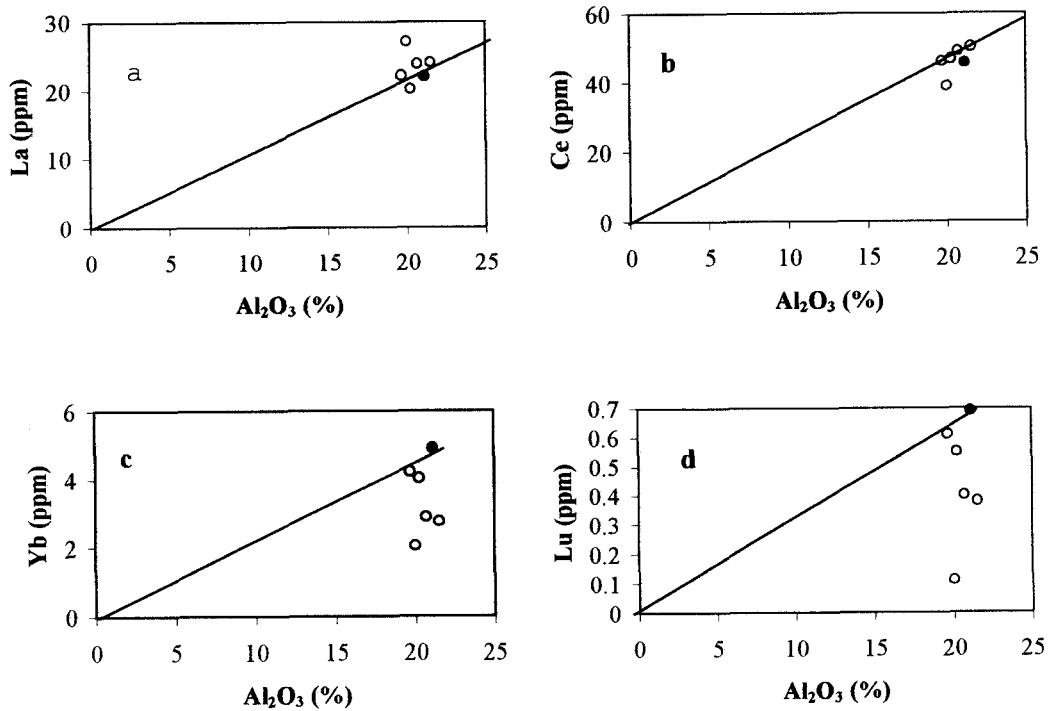 30
20
10
0
La (ppm)
a
0 5 10 15 20 25
Al₂O₃ (%)
60
40
20
0
Ce (ppm)
b
0 5 10 15 20 25
Al₂O₃ (%)
6
4
2
0
Yb (ppm)
c
0 5 10 15 20 25
Al₂O₃ (%)
0.7
0.6
0.5
0.4
0.3
0.2
0.1
0
Lu (ppm)
d
0 5 10 15 20 25
Al₂O₃ (%)